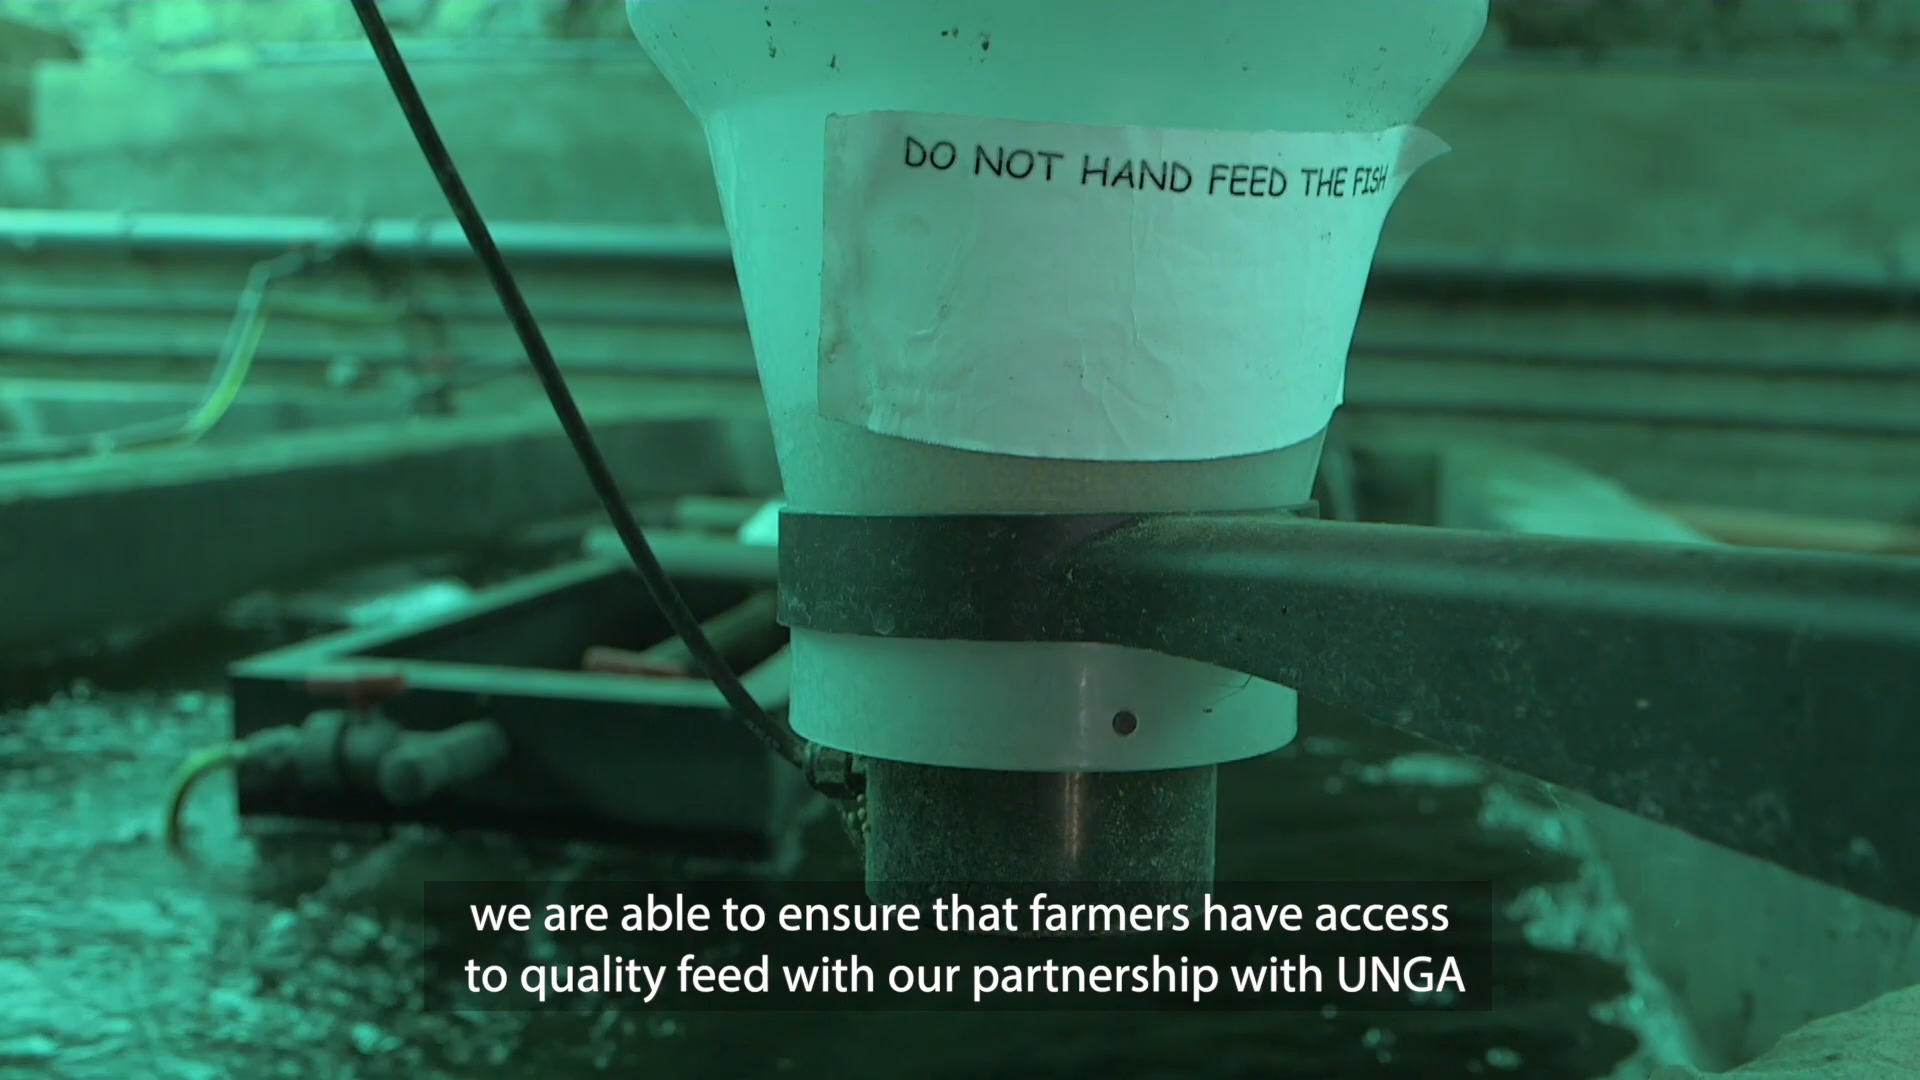 DO NOT HAND FEED THE FISH
we are able to ensure that farmers have access
to quality feed with our partnership with UNGA